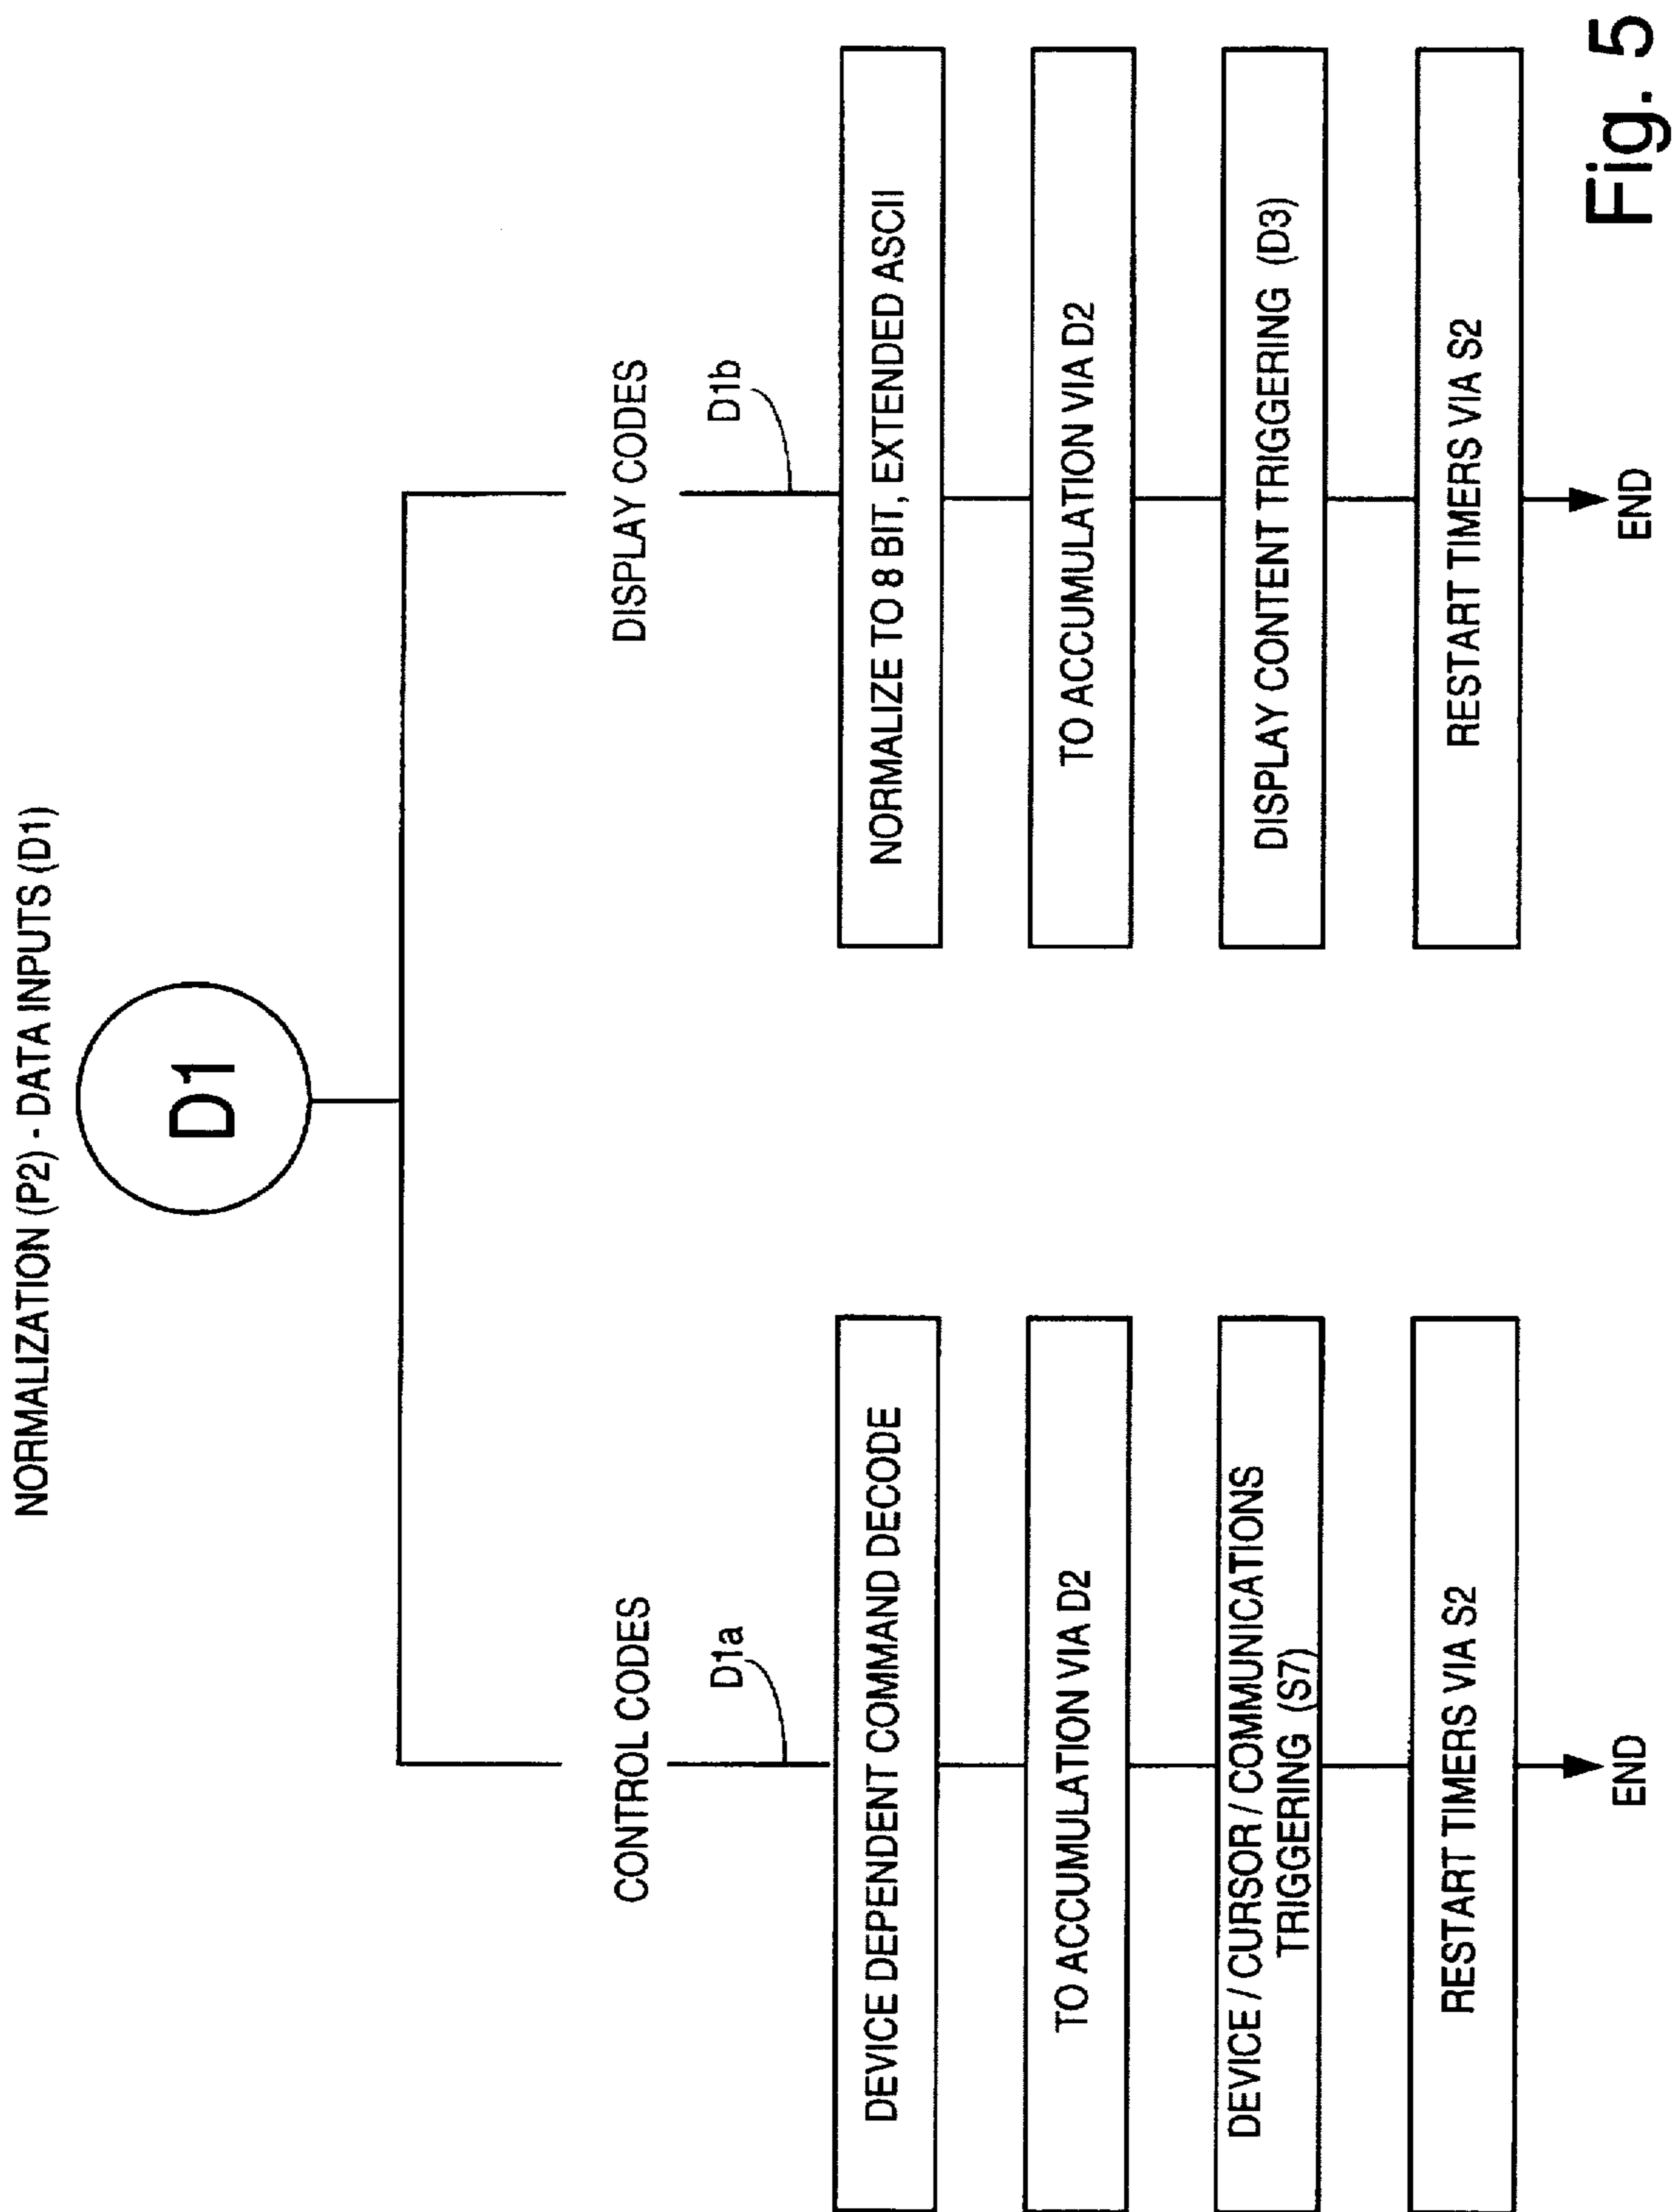 NORMALIZATION (P2) - DATA INPUTS (D1)
D1
CONTROL CODES
D1a
DEVICE DEPENDENT COMMAND DECODE
TO ACCUMULATION VIA D2
DEVICE / CURSOR / COMMUNICATIONS
TRIGGERING (S7)
RESTART TIMERS VIA S2
END
DISPLAY CODES
D1b
NORMALIZE TO 8 BIT, EXTENDED ASCII
TO ACCUMULATION VIA D2
DISPLAY CONTENT TRIGGERING (D3)
RESTART TIMERS VIA S2
END
Fig. 5